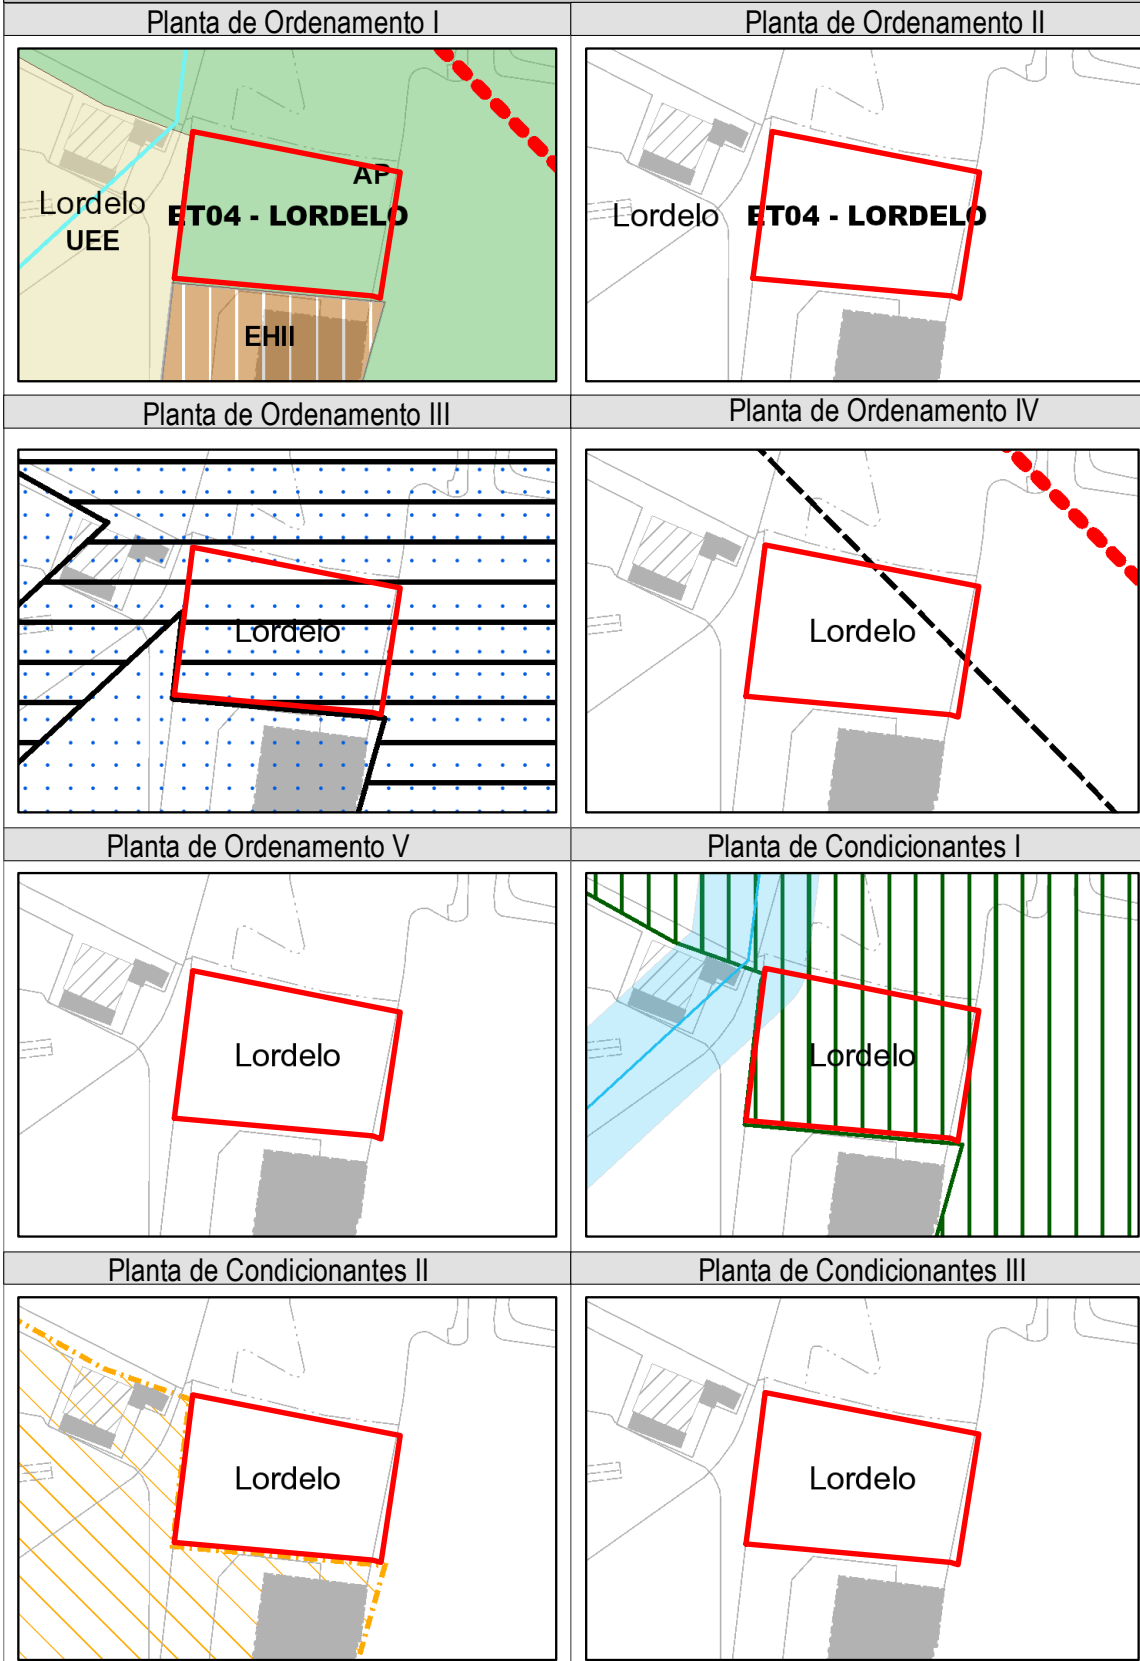 Planta de Ordenamento I
Planta de Ordenamento II
AP
Lordelo
ET04 - LORDELO
UEE
EHII
Lordelo
ET04 - LORDELO
Planta de Ordenamento III
Planta de Ordenamento IV
Lordelo
Lordelo
Planta de Ordenamento V
Planta de Condicionantes I
Lordelo
Lordelo
Planta de Condicionantes II
Planta de Condicionantes III
Lordelo
Lordelo